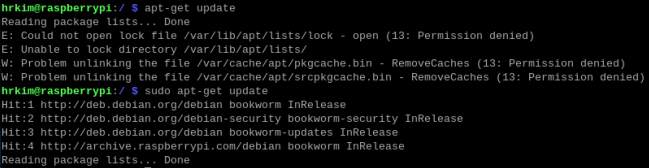 hrkim@raspberrypi:/ $ apt-get update
Reading package lists... Done
E: Could not open lock file /var/lib/apt/lists/lock - open (13: Permission denied)
E: Unable to lock directory /var/lib/apt/lists/
W: Problem unlinking the file /var/cache/apt/pkgcache.bin - RemoveCaches (13: Permission denied)
W: Problem unlinking the file /var/cache/apt/srcpkgcache.bin - RemoveCaches (13: Permission denied)
hrkim@raspberrypi:/ $ sudo apt-get update
Hit:1 http://deb.debian.org/debian bookworm InRelease
Hit:2 http://deb.debian.org/debian-security bookworm-security InRelease
Hit:3 http://deb.debian.org/debian bookworm-updates InRelease
Hit:4 http://archive.raspberrypi.com/debian bookworm InRelease
Reading package lists... Done